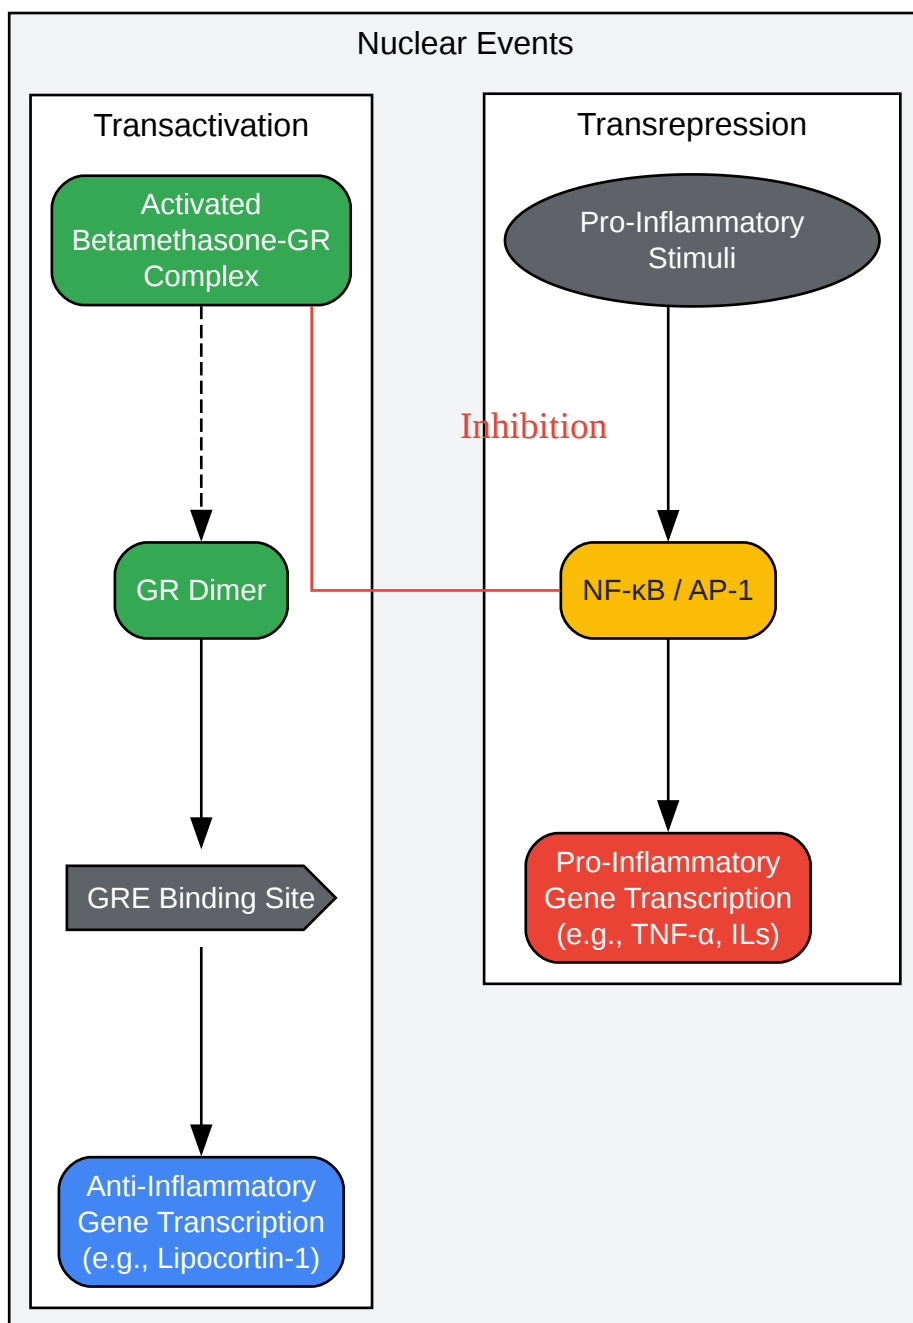 Nuclear Events
Transactivation
Activated
Betamethasone-GR
Complex
GR Dimer
GRE Binding Site
Anti-Inflammatory
Gene Transcription
(e.g., Lipocortin-1)
Transrepression
Pro-Inflammatory
Stimuli
Inhibition
NF-κB / AP-1
Pro-Inflammatory
Gene Transcription
(e.g., TNF-α, ILs)